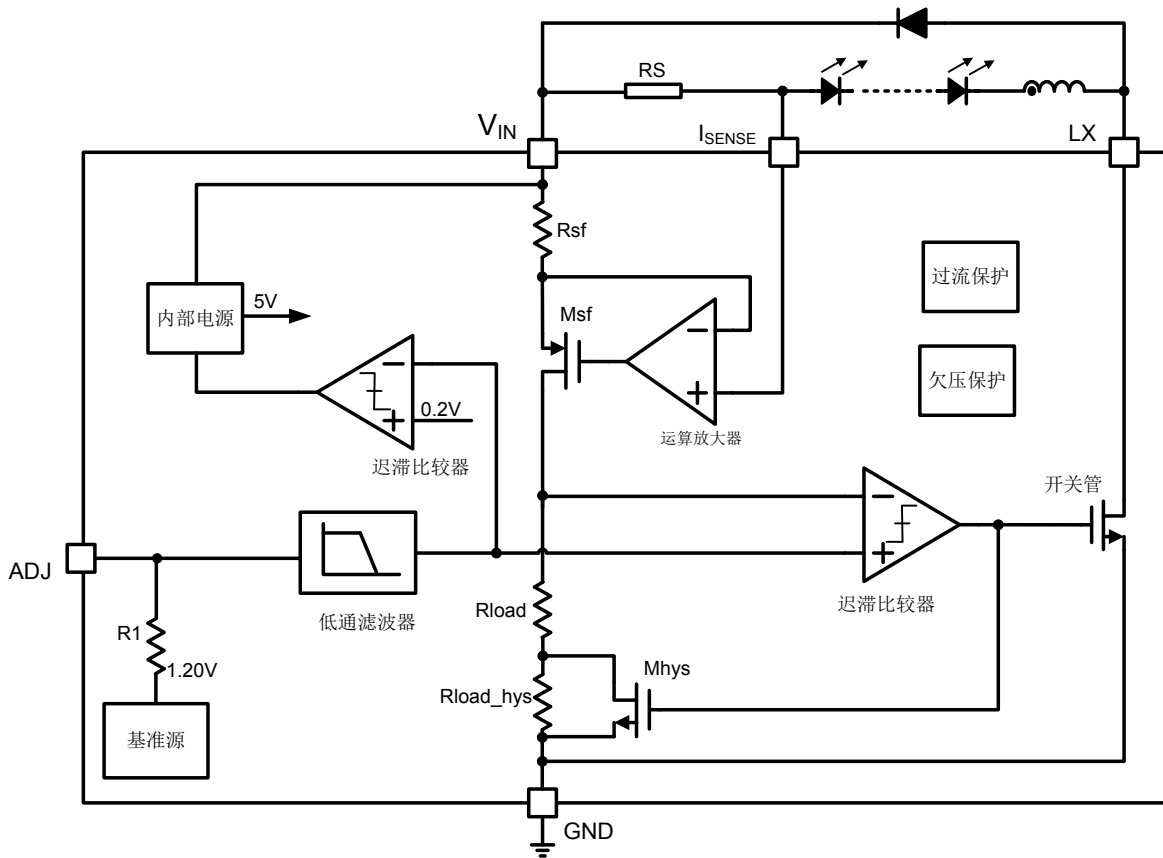 RS
VIN
ISENSE
LX
Rsf
过流保护
内部电源
5V
Msf
欠压保护
0.2V
运算放大器
迟滞比较器
开关管
ADJ
低通滤波器
迟滞比较器
Rload
R1
1.20V
Mhys
Rload_hys
基准源
GND